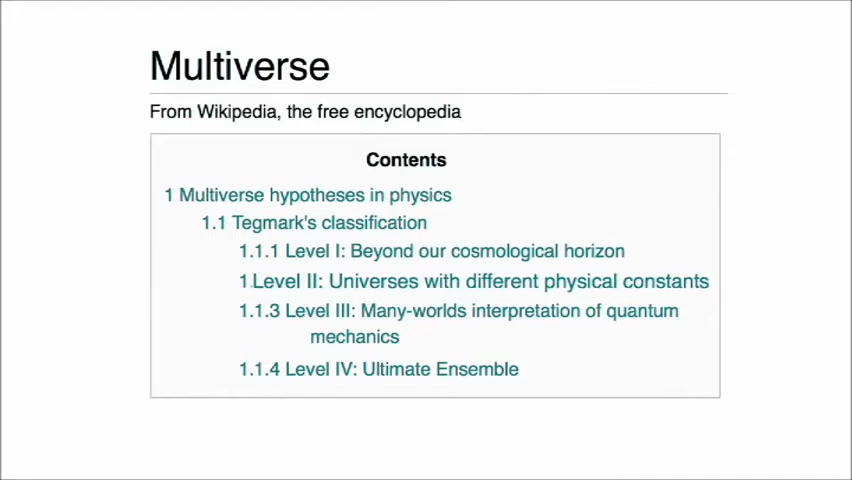 Multiverse
From Wikipedia, the free encyclopedia
Contents
1 Multiverse hypotheses in physics
1.1 Tegmark's classification
1.1.1 Level I: Beyond our cosmological horizon
1.Level II: Universes with different physical constants
1.1.3 Level III: Many-worlds interpretation of quantum
mechanics
1.1.4 Level IV: Ultimate Ensemble